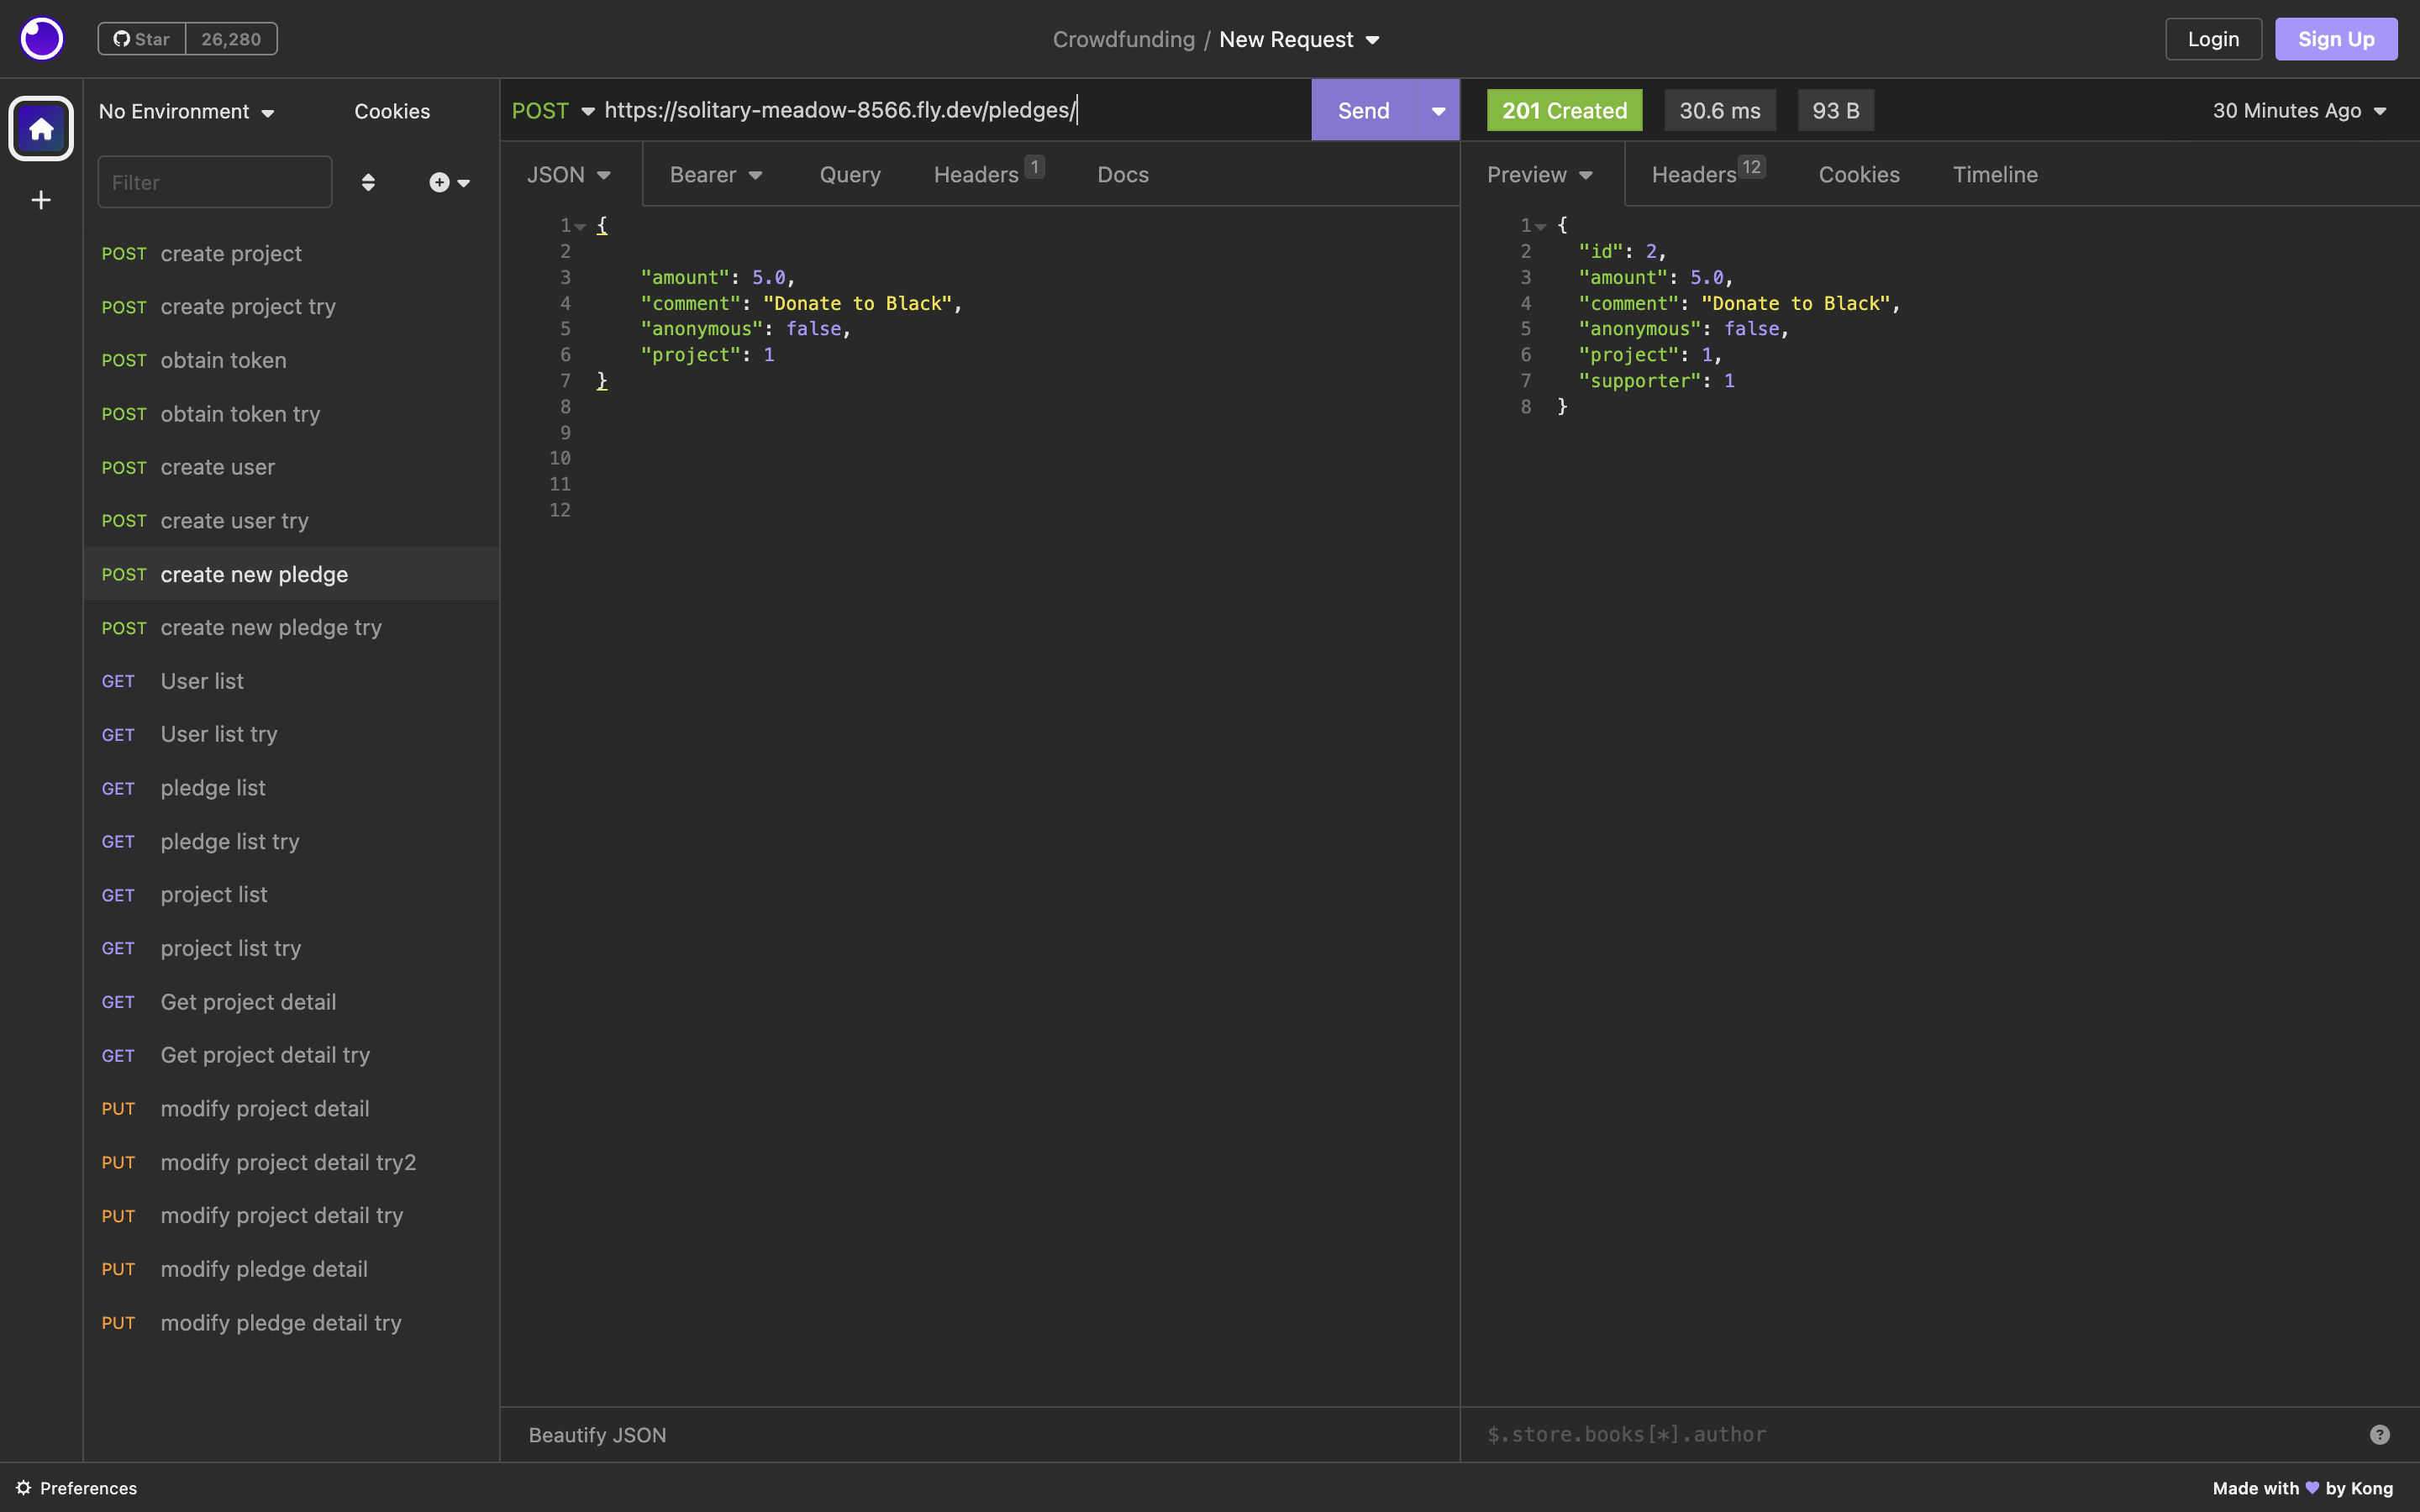 Star 26,280
Crowdfunding / New Request
Login
Sign Up
No Environment
Cookies
Filter
POST create project
POST create project try
POST obtain token
POST obtain token try
POST create user
POST create user try
POST create new pledge
POST create new pledge try
GET User list
GET User list try
GET pledge list
GET pledge list try
GET project list
GET project list try
GET Get project detail
GET Get project detail try
PUT modify project detail
PUT modify project detail try2
PUT modify project detail try
PUT modify pledge detail
PUT modify pledge detail try
POST https://solitary-meadow-8566.fly.dev/pledges/
Send
JSON Bearer Query Headers 1 Docs
1 {
2
3 "amount": 5.0,
4 "comment": "Donate to Black",
5 "anonymous": false,
6 "project": 1
7 }
8
9
10
11
12
Beautify JSON
201 Created 30.6 ms 93 B 30 Minutes Ago
Preview Headers 12 Cookies Timeline
1 {
2 "id": 2,
3 "amount": 5.0,
4 "comment": "Donate to Black",
5 "anonymous": false,
6 "project": 1,
7 "supporter": 1
8 }
$.store.books[*].author
?
Preferences
Made with 💜 by Kong